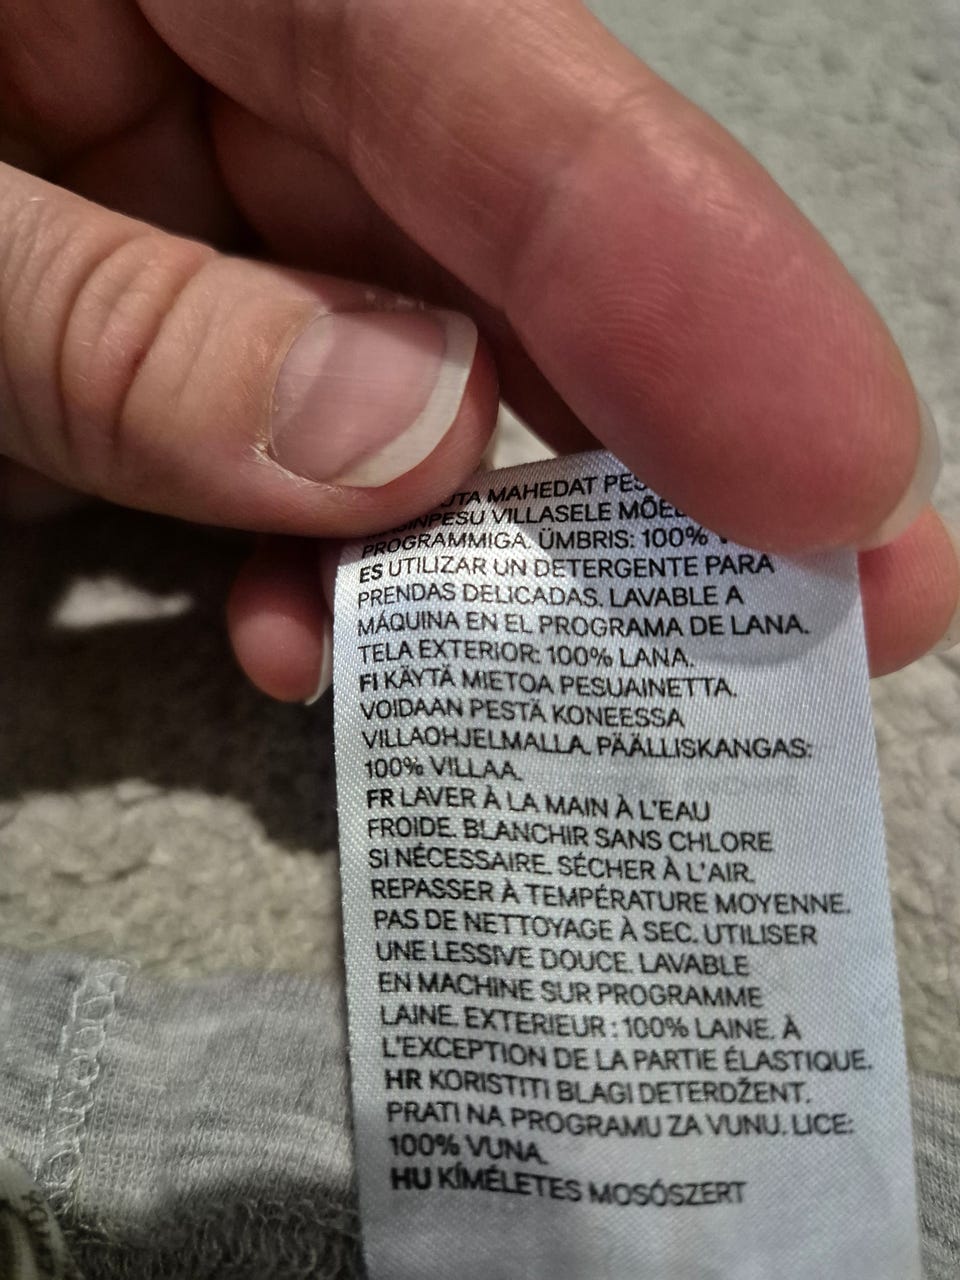 MAHEDAT
VILLASELE
PROGRAMMIGA. ÜMBRIS: 100%
ES UTILIZAR UN DETERGENTE PARA
PRENDAS DELICADAS. LAVABLE A
MÁQUINA EN EL PROGRAMA DE LANA.
TELA EXTERIOR: 100% LANA.
FI KÄYTÄ MIETOA PESUAINETTA.
VOIDAAN PESTÄ KONEESSA
VILLAOHJELMALLA. PÄÄLLISKANGAS:
100% VILLAA.
FR LAVER À LA MAIN À L'EAU
FROIDE. BLANCHIR SANS CHLORE
SI NÉCESSAIRE. SÉCHER À L'AIR.
REPASSER À TEMPÉRATURE MOYENNE.
PAS DE NETTOYAGE À SEC. UTILISER
UNE LESSIVE DOUCE. LAVABLE
EN MACHINE SUR PROGRAMME
LAINE. EXTERIEUR : 100% LAINE. À
L'EXCEPTION DE LA PARTIE ÉLASTIQUE.
HR KORISTITI BLAGI DETERDŽENT.
PRATI NA PROGRAMU ZA VUNU. LICE:
100% VUNA.
HU KÍMÉLETES MOSÓSZERT